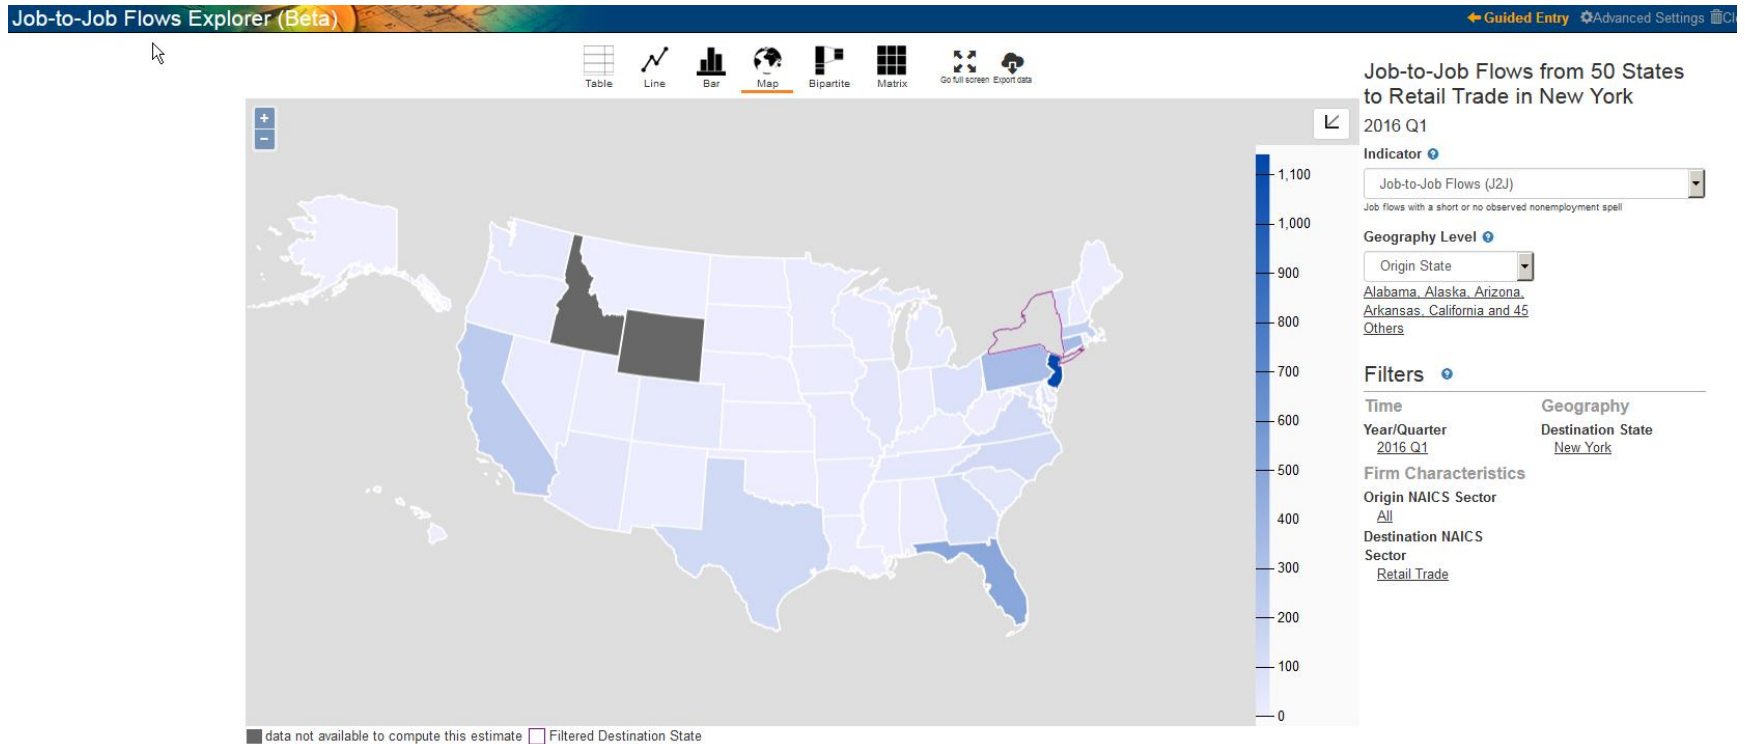 Job-to-Job Flows Explorer (Beta)
Guided Entry Advanced Settings Cl
Table Line Bar Map Bipartite Matrix Go full screen Export data
Job-to-Job Flows from 50 States
to Retail Trade in New York
2016 Q1
Indicator
Job-to-Job Flows (J2J)
Job flows with a short or no observed nonemployment spell
Geography Level
Origin State
Alabama, Alaska, Arizona,
Arkansas, California and 45
Others
Filters
Time
Geography
Year/Quarter
Destination State
2016 Q1
New York
Firm Characteristics
Origin NAICS Sector
All
Destination NAICS
Sector
Retail Trade
1,100
1,000
900
800
700
600
500
400
300
200
100
0
data not available to compute this estimate
Filtered Destination State